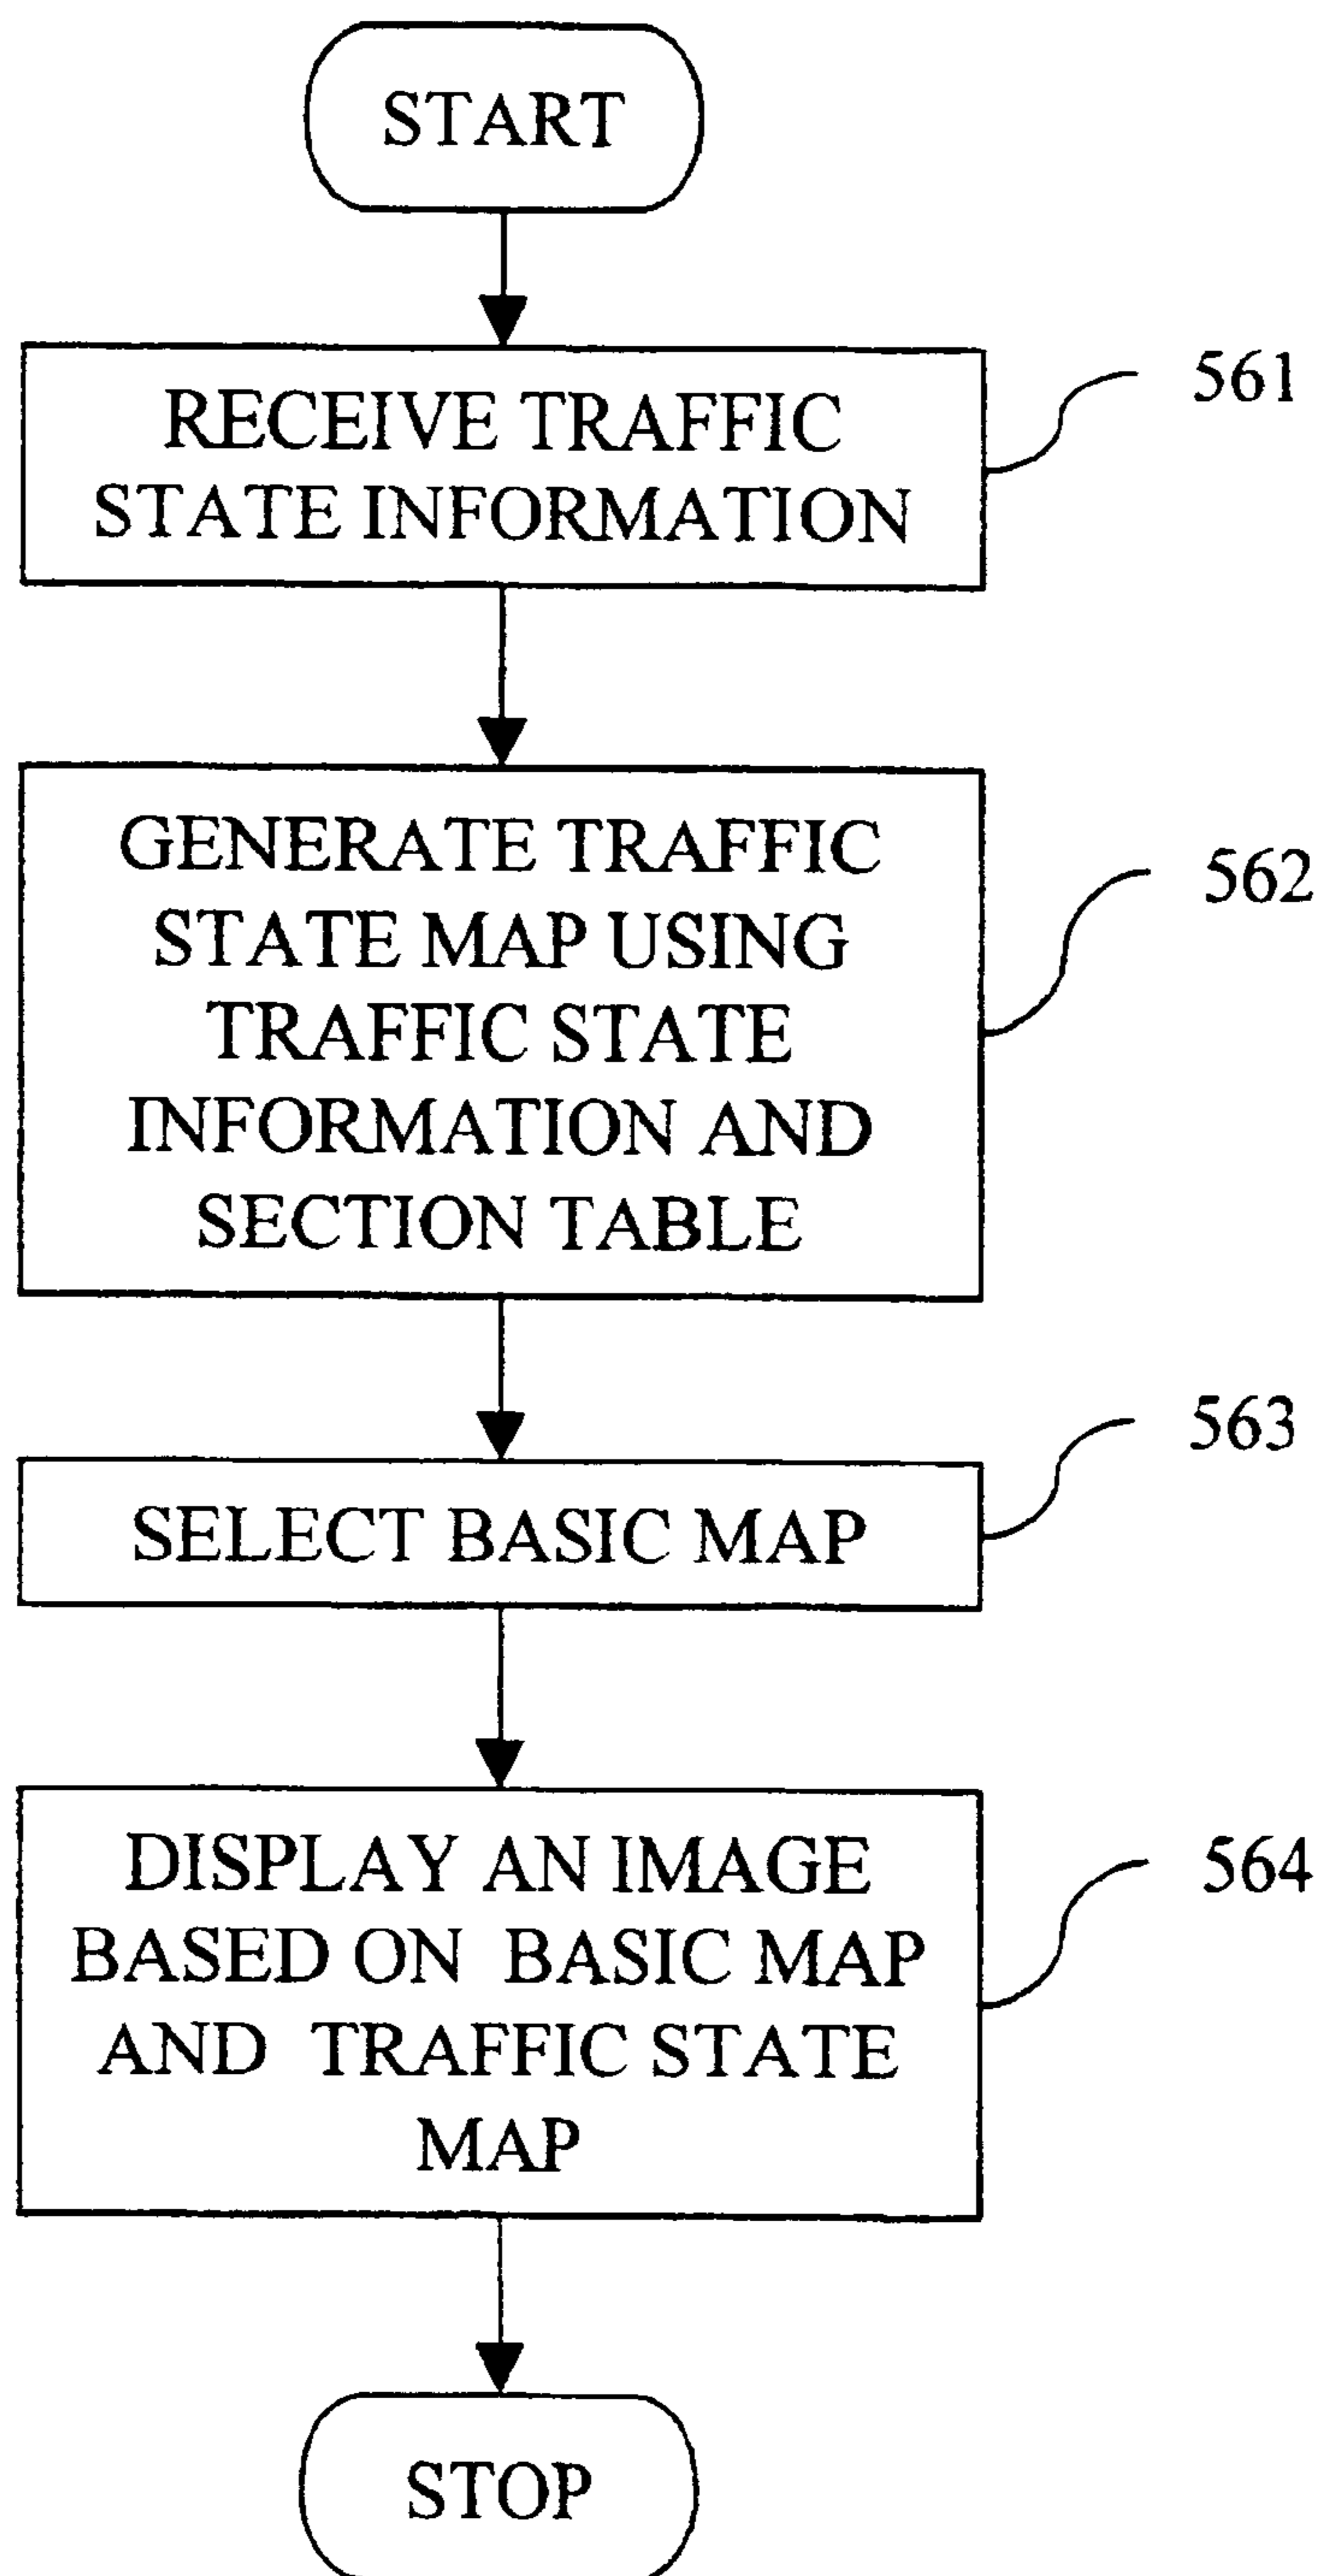 START
RECEIVE TRAFFIC
STATE INFORMATION
561
GENERATE TRAFFIC
STATE MAP USING
TRAFFIC STATE
INFORMATION AND
SECTION TABLE
562
SELECT BASIC MAP
563
DISPLAY AN IMAGE
BASED ON BASIC MAP
AND TRAFFIC STATE
MAP
564
STOP